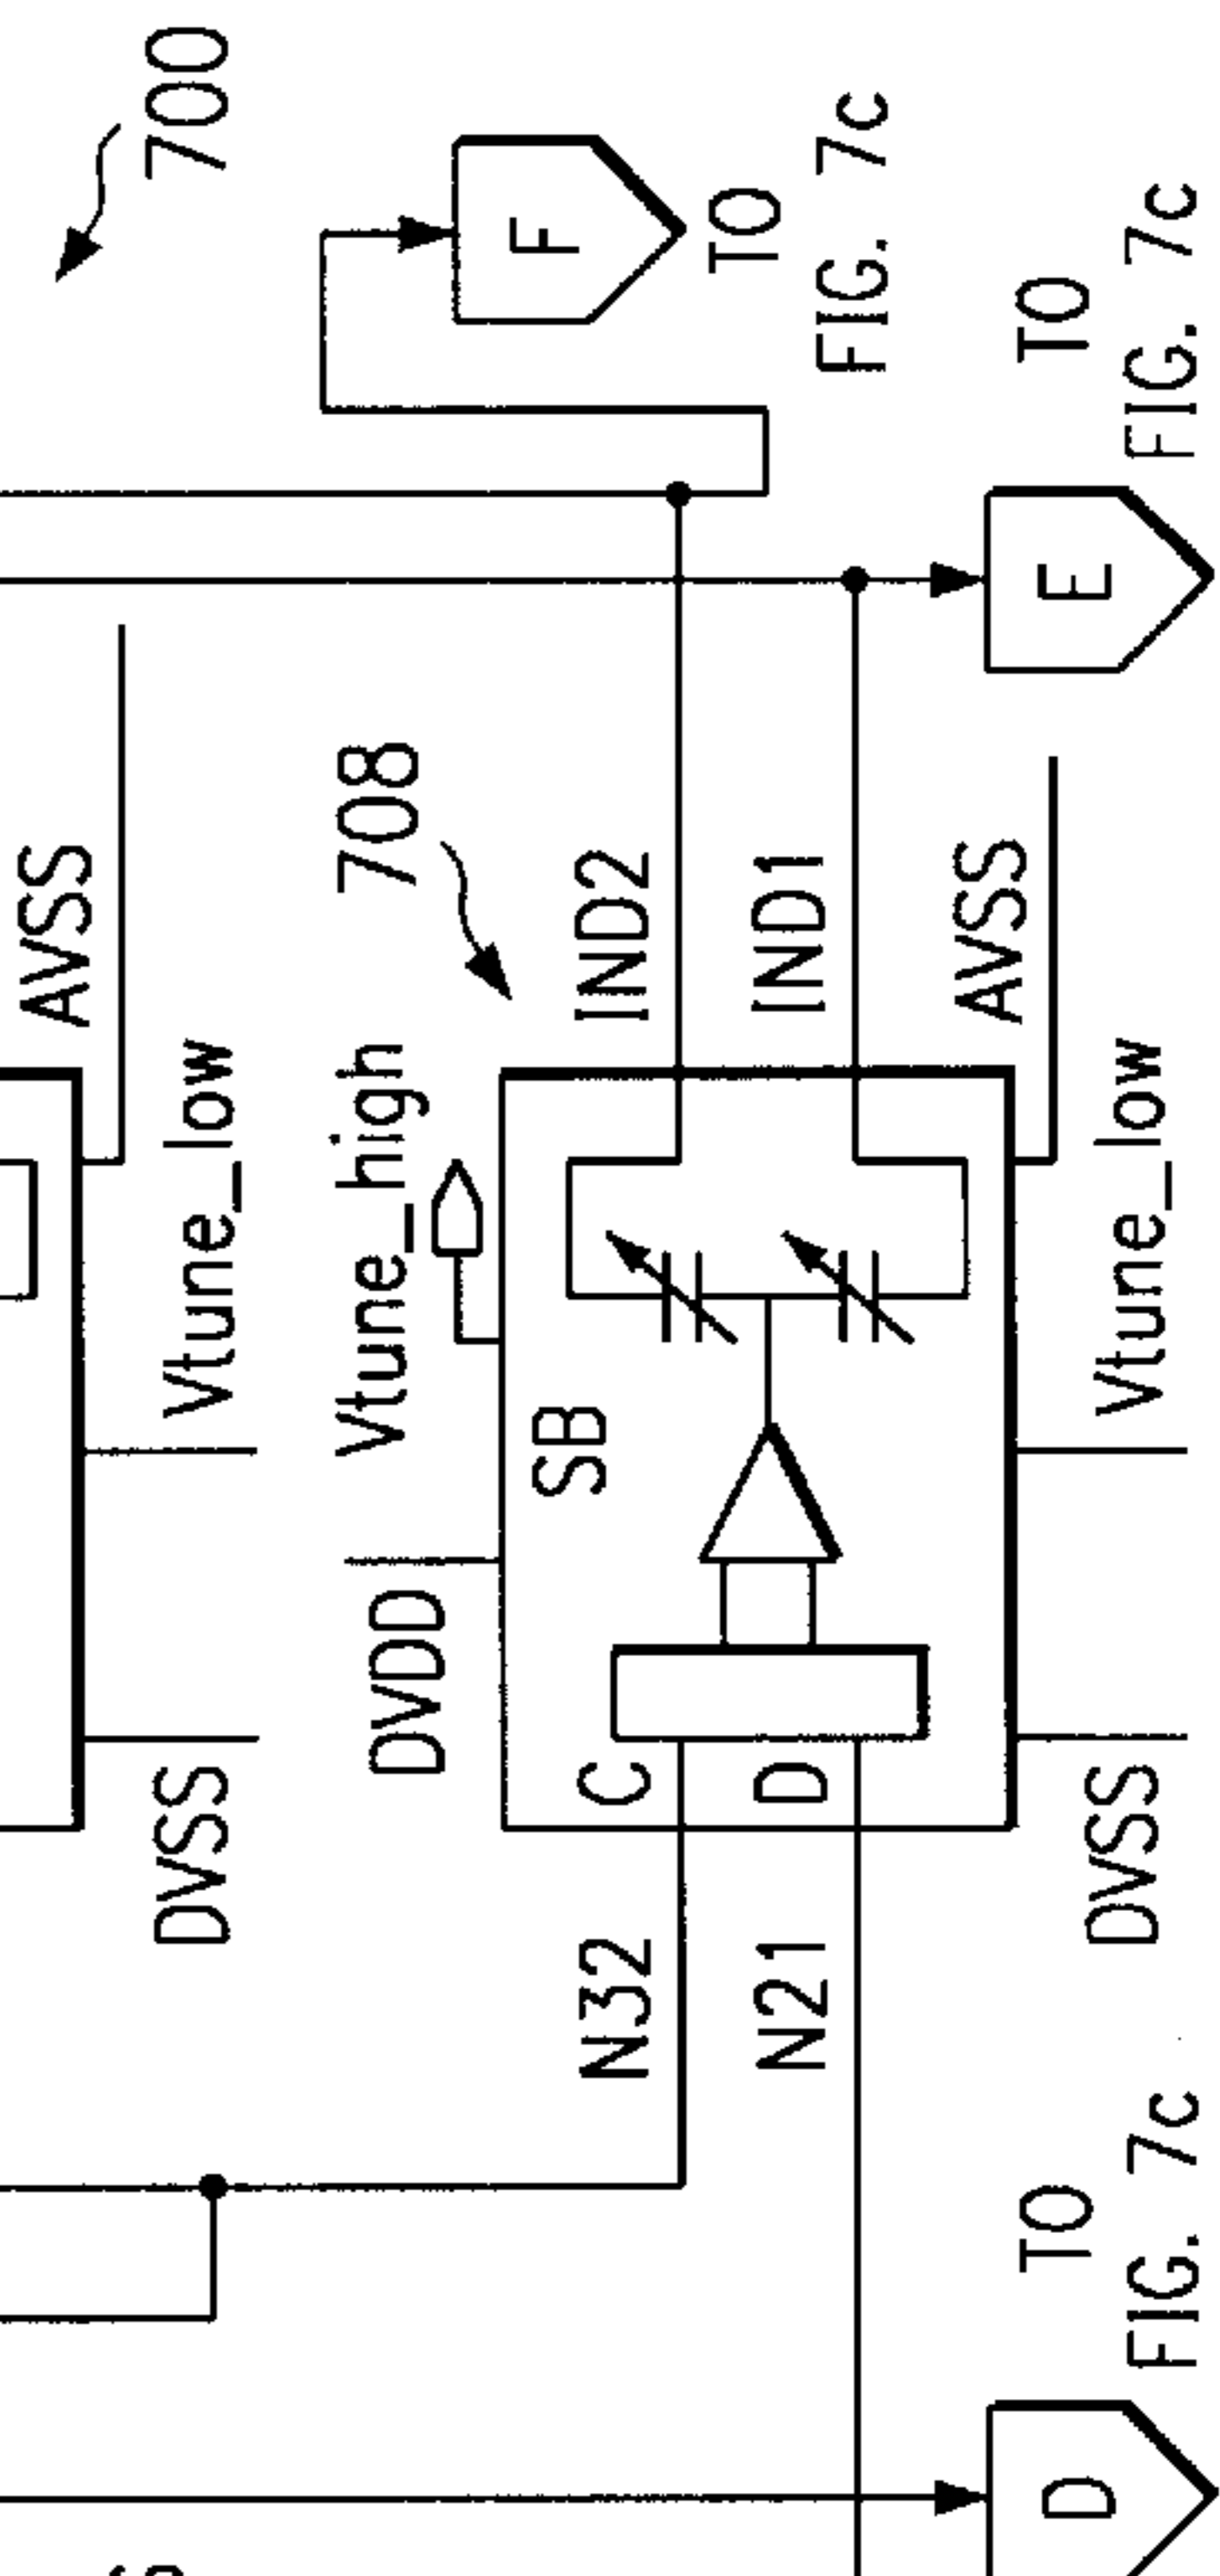 700
F
TO
FIG. 7c
E
TO
FIG. 7c
AVSS
Vtune_low
DVSS
708
Vtune_high
DVDD
SB
IND2
IND1
AVSS
C
D
N32
N21
Vtune_low
DVSS
D
TO
FIG. 7c